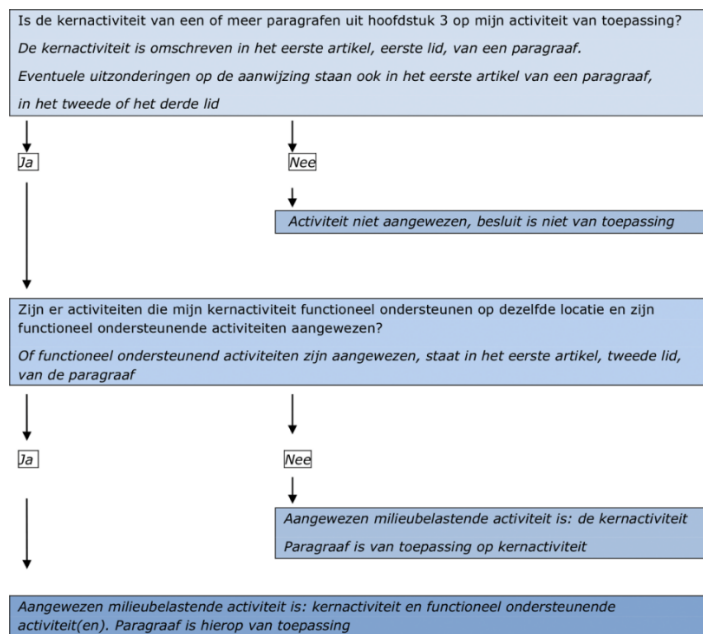 Is de kernactiviteit van een of meer paragrafen uit hoofdstuk 3 op mijn activiteit van toepassing?
De kernactiviteit is omschreven in het eerste artikel, eerste lid, van een paragraaf.
Eventuele uitzonderingen op de aanwijzing staan ook in het eerste artikel van een paragraaf,
in het tweede of het derde lid
Ja
Nee
Activiteit niet aangewezen, besluit is niet van toepassing
Zijn er activiteiten die mijn kernactiviteit functioneel ondersteunen op dezelfde locatie en zijn
functioneel ondersteunende activiteiten aangewezen?
Of functioneel ondersteunend activiteiten zijn aangewezen, staat in het eerste artikel, tweede lid,
van de paragraaf
Ja
Nee
Aangewezen milieubelastende activiteit is: de kernactiviteit
Paragraaf is van toepassing op kernactiviteit
Aangewezen milieubelastende activiteit is: kernactiviteit en functioneel ondersteunende
activiteit(en). Paragraaf is hierop van toepassing